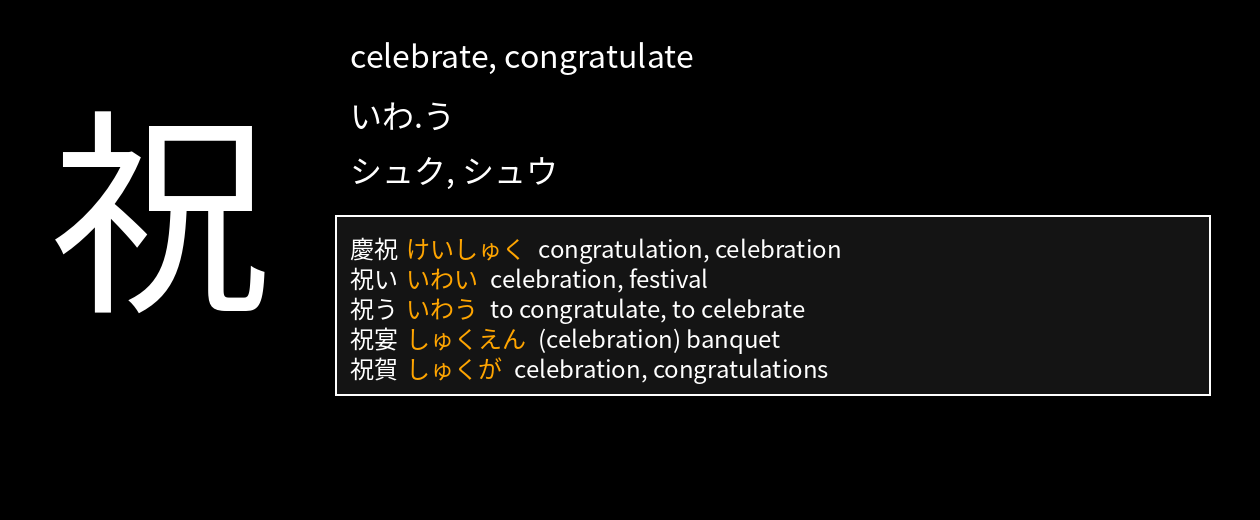 祝
celebrate, congratulate
いわ.う
シュク, シュウ
慶祝 けいしゅく congratulation, celebration
祝い いわい celebration, festival
祝う いわう to congratulate, to celebrate
祝宴 しゅくえん (celebration) banquet
祝賀 しゅくが celebration, congratulations